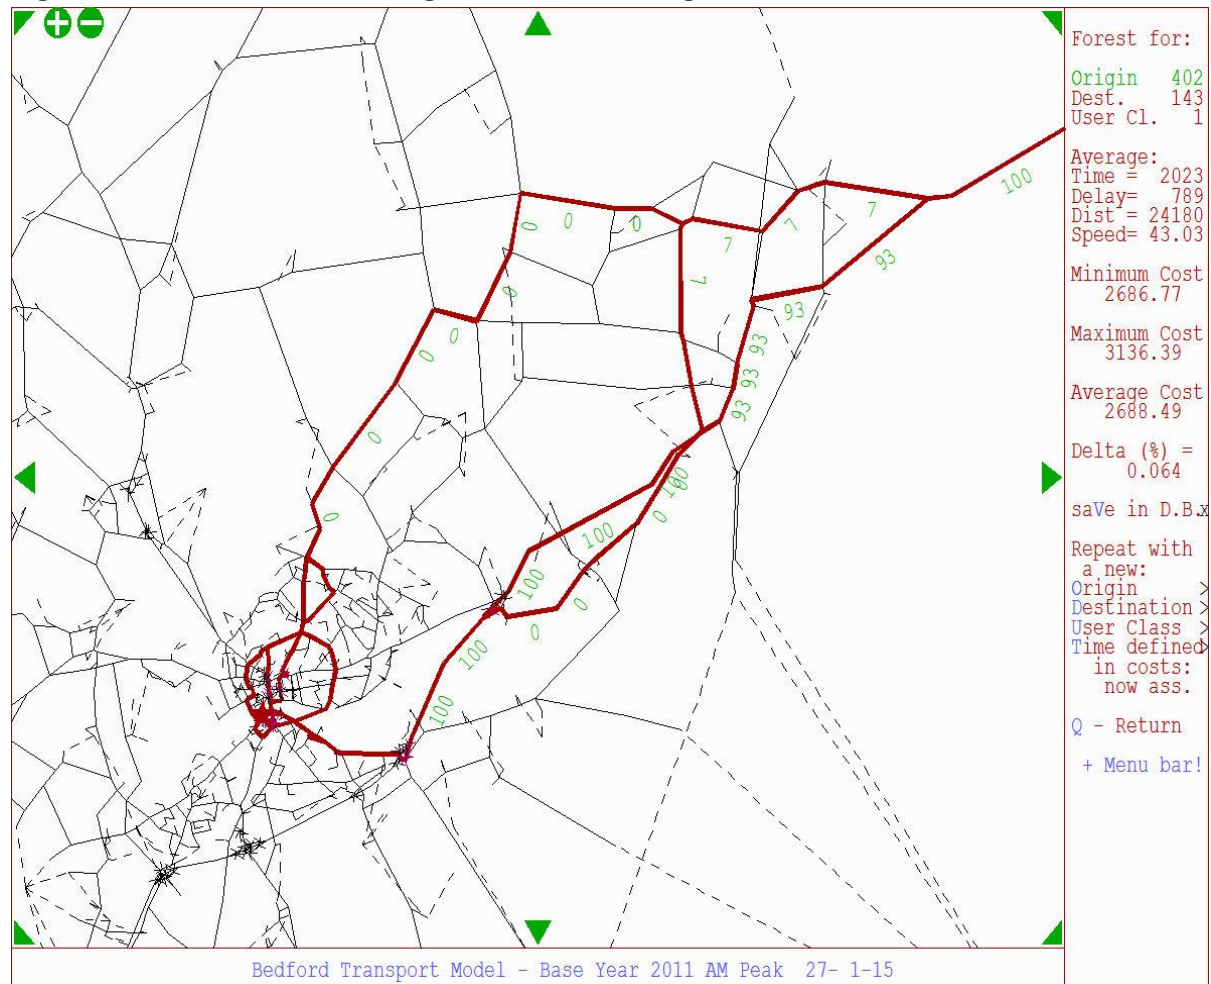 Forest for:
Origin 402
Dest. 143
User Cl. 1
Average:
Time = 2023
Delay= 789
Dist = 24180
Speed= 43.03
Minimum Cost
2686.77
Maximum Cost
3136.39
Average Cost
2688.49
Delta (%) =
0.064
saVe in D.B.x
Repeat with
a new:
Origin >
Destination >
User Class >
Time defined>
in costs:
now ass.
Q - Return
+ Menu bar!
100
7
7
7
7
93
93
93
93
93
0
0
0
0
0
0
0
0
100
0
100
100
0
0
100
100
Bedford Transport Model - Base Year 2011 AM Peak 27- 1-15